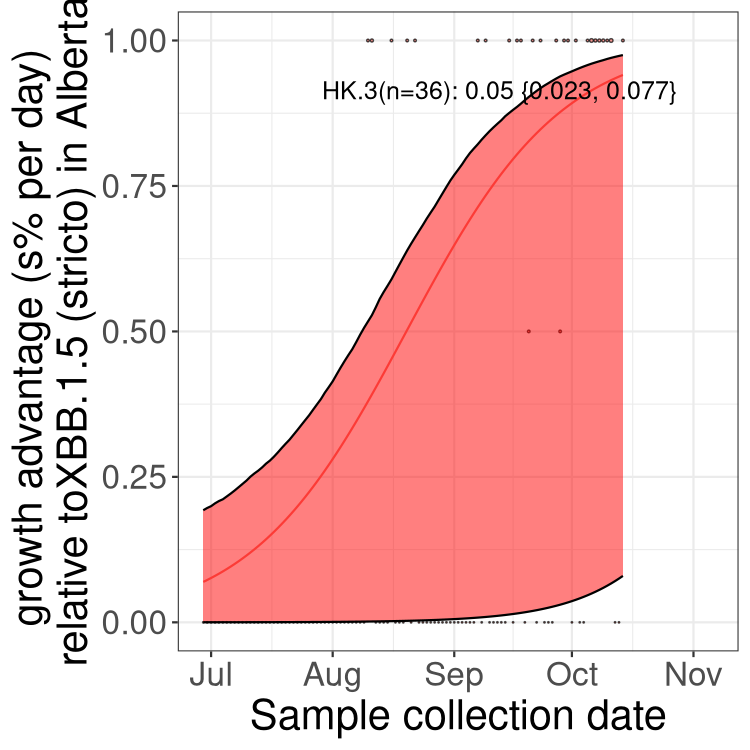 growth advantage (s% per day)
relative toXBB.1.5 (stricto) in Alberta
1.00
HK.3(n=36): 0.05 {0.023, 0.077}
0.75
0.50
0.25
0.00
Jul Aug Sep Oct Nov
Sample collection date